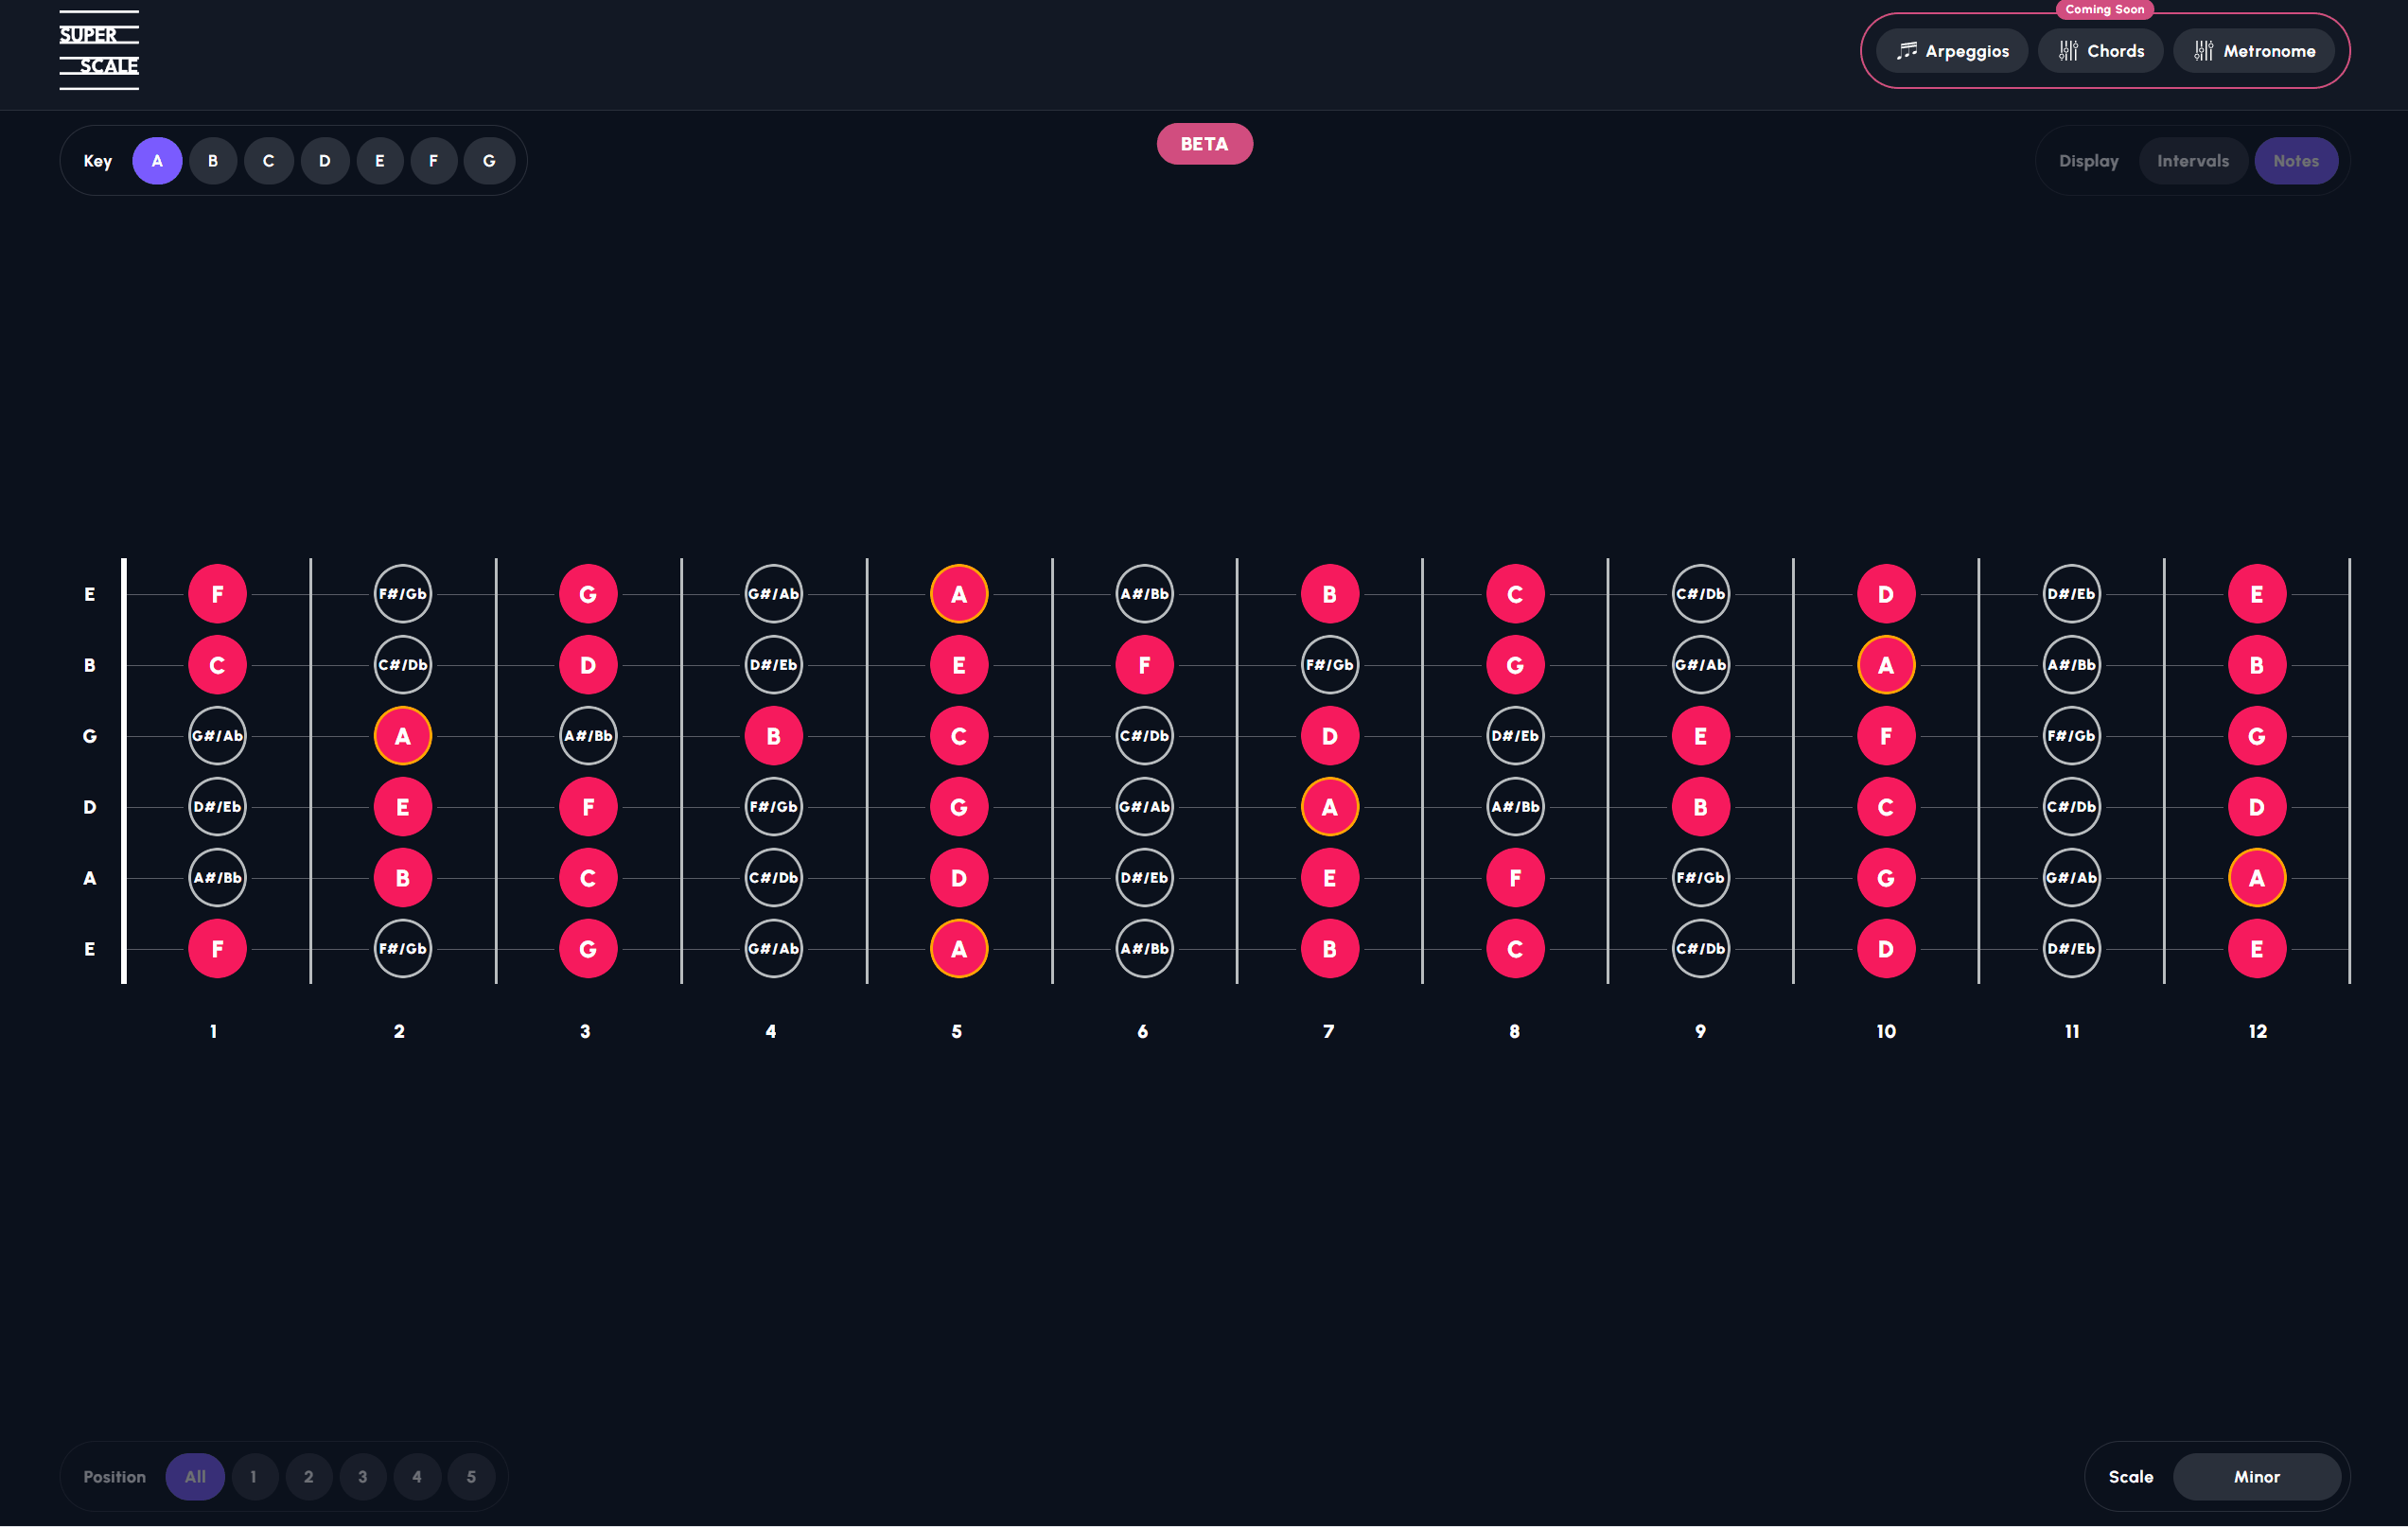 SUPER
SCALE
Coming Soon
Arpeggios Chords Metronome
Key A B C D E F G
BETA
Display Intervals Notes
E F F#/Gb G G#/Ab A A#/Bb B C C#/Db D D#/Eb E
B C C#/Db D D#/Eb E F F#/Gb G G#/Ab A A#/Bb B
G G#/Ab A A#/Bb B C C#/Db D D#/Eb E F F#/Gb G
D D#/Eb E F F#/Gb G G#/Ab A A#/Bb B C C#/Db D
A A#/Bb B C C#/Db D D#/Eb E F F#/Gb G G#/Ab A
E F F#/Gb G G#/Ab A A#/Bb B C C#/Db D D#/Eb E
1 2 3 4 5 6 7 8 9 10 11 12
Position All 1 2 3 4 5
Scale Minor